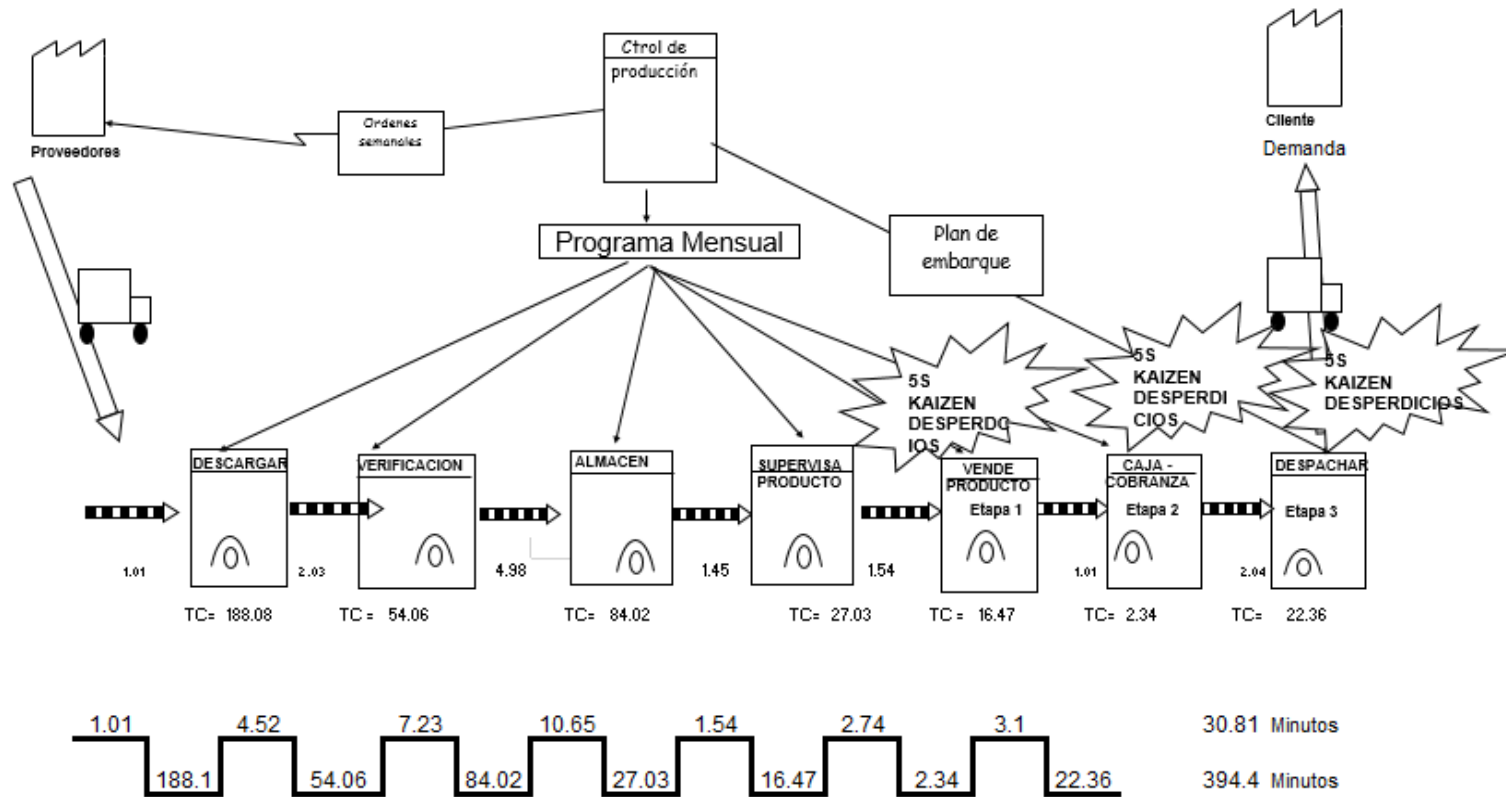 Ctrol de
producción
Ordenes
semanales
Proveedores
Cliente
Demanda
Programa Mensual
Plan de
embarque
5S
KAIZEN
DESPERDC
IOS
5S
KAIZEN
DESPERDI
CIOS
5S
KAIZEN
DESPERDICIOS
DESCARGAR
VERIFICACION
ALMACEN
SUPERVISA
PRODUCTO
VENDE
PRODUCTO
Etapa 1
CAJA -
COBRANZA
Etapa 2
DESPACHAR
Etapa 3
1.01
2.03
4.98
1.45
1.54
1.01
2.04
TC= 188.08
TC = 54.06
TC= 84.02
TC= 27.03
TC = 16.47
TC= 2.34
TC= 22.36
1.01 4.52 7.23 10.65 1.54 2.74 3.1 30.81 Minutos
188.1 54.06 84.02 27.03 16.47 2.34 22.36 394.4 Minutos